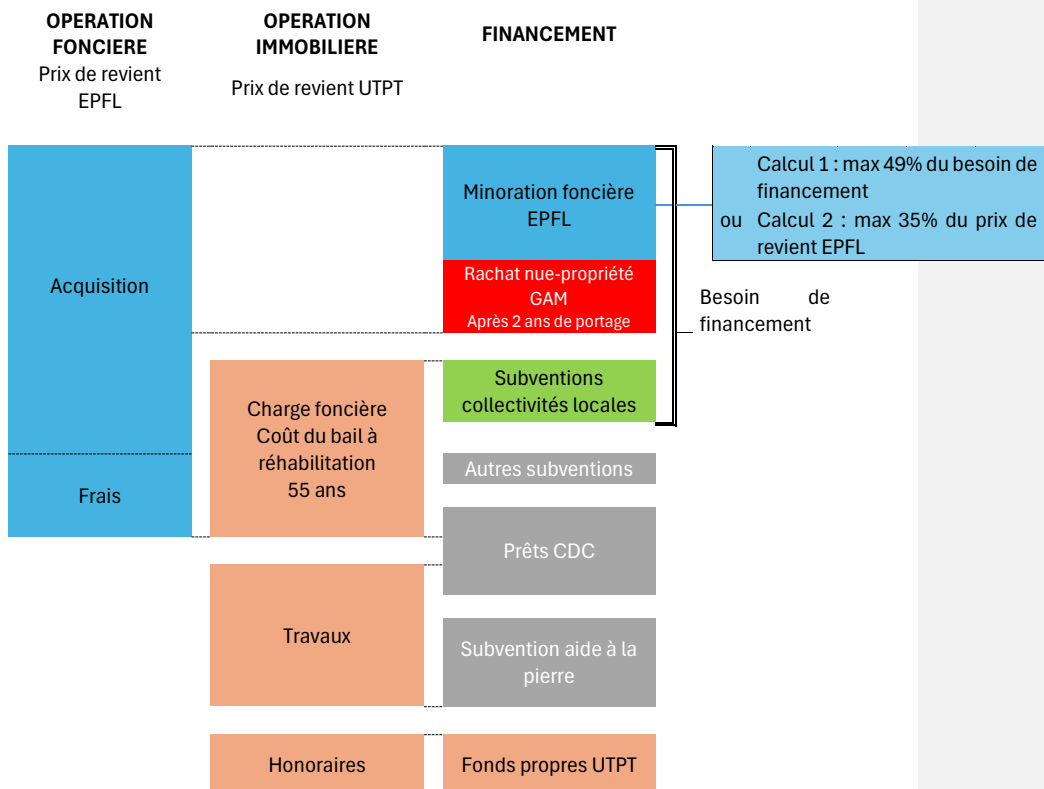 OPERATION
FONCIERE
Prix de revient
EPFL
OPERATION
IMMOBILIERE
Prix de revient UTPT
FINANCEMENT
Acquisition
Frais
Charge foncière
Coût du bail à
réhabilitation
55 ans
Travaux
Honoraires
Minoration foncière
EPFL
Rachat nue-propriété
GAM
Après 2 ans de portage
Subventions
collectivités locales
Autres subventions
Prêts CDC
Subvention aide à la
pierre
Fonds propres UTPT
Besoin de
financement
Calcul 1 : max 49% du besoin de
financement
ou Calcul 2 : max 35% du prix de
revient EPFL